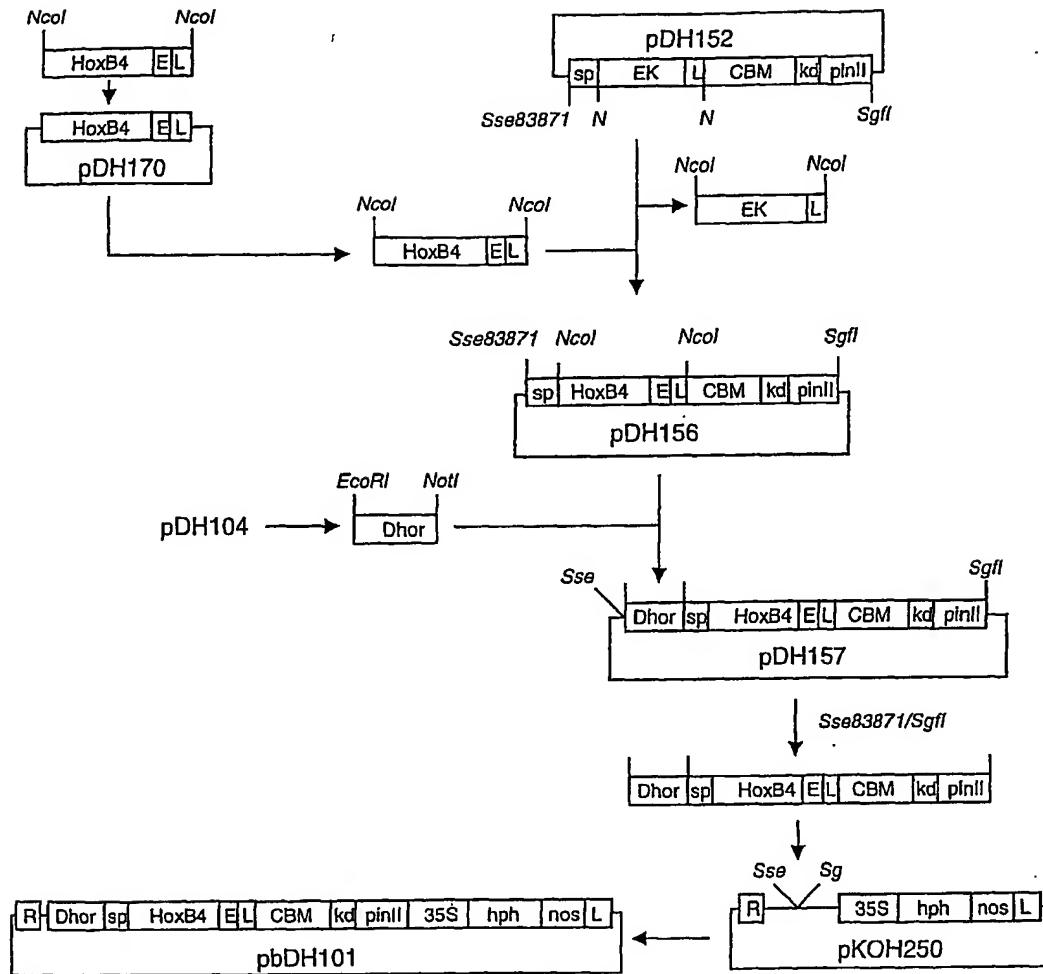 NcoI NcoI
HoxB4 E L
HoxB4 E L
pDH170
pDH152
sp EK L CBM kd pinII
Sse83871 N N SgfI
NcoI NcoI
EK L
NcoI NcoI
HoxB4 E L
Sse83871 NcoI NcoI SgfI
sp HoxB4 E L CBM kd pinII
pDH156
EcoRI NotI
pDH104 Dhor
Sse SgfI
Dhor sp HoxB4 E L CBM kd pinII
pDH157
Sse83871/SgfI
Dhor sp HoxB4 E L CBM kd pinII
Sse Sg
R 35S hph nos L
pKOH250
R Dhor sp HoxB4 E L CBM kd pinII 35S hph nos L
pbDH101